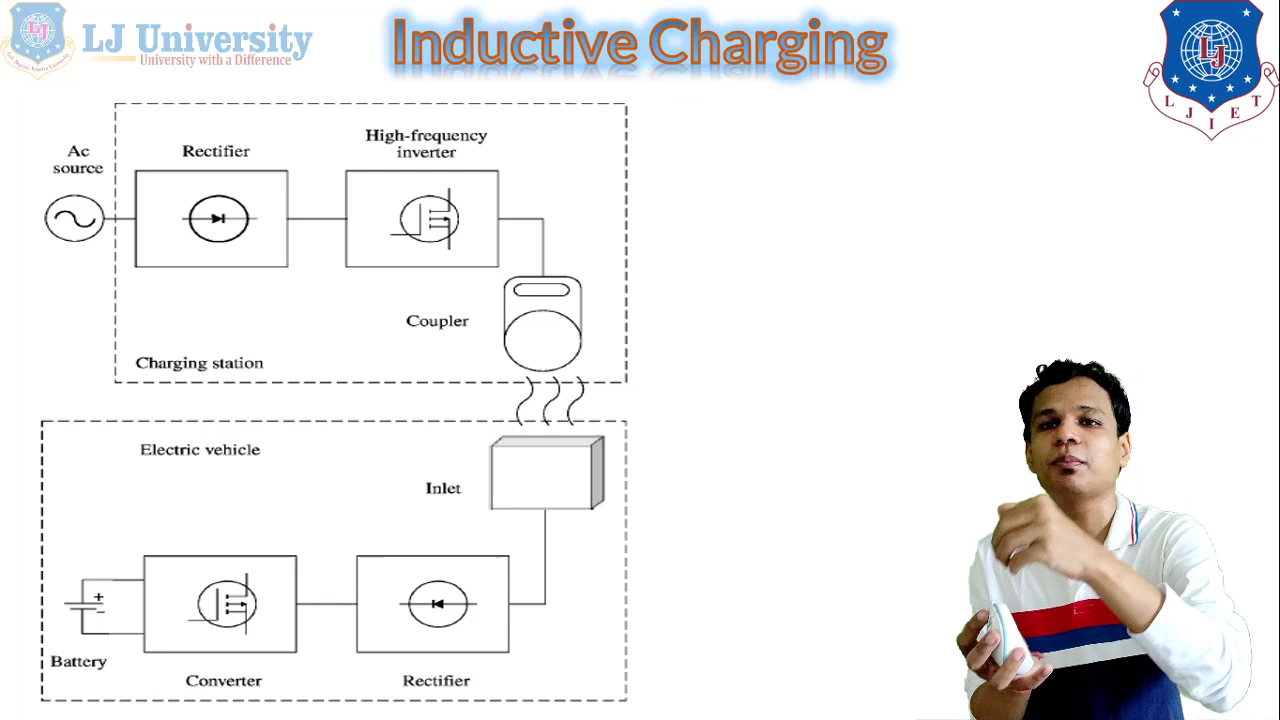 LJ University
University with a Difference
Inductive Charging
LJ
L J I E T
Ac
source
Rectifier
High-frequency
inverter
Coupler
Charging station
Electric vehicle
Inlet
+
−
Battery
Converter
Rectifier